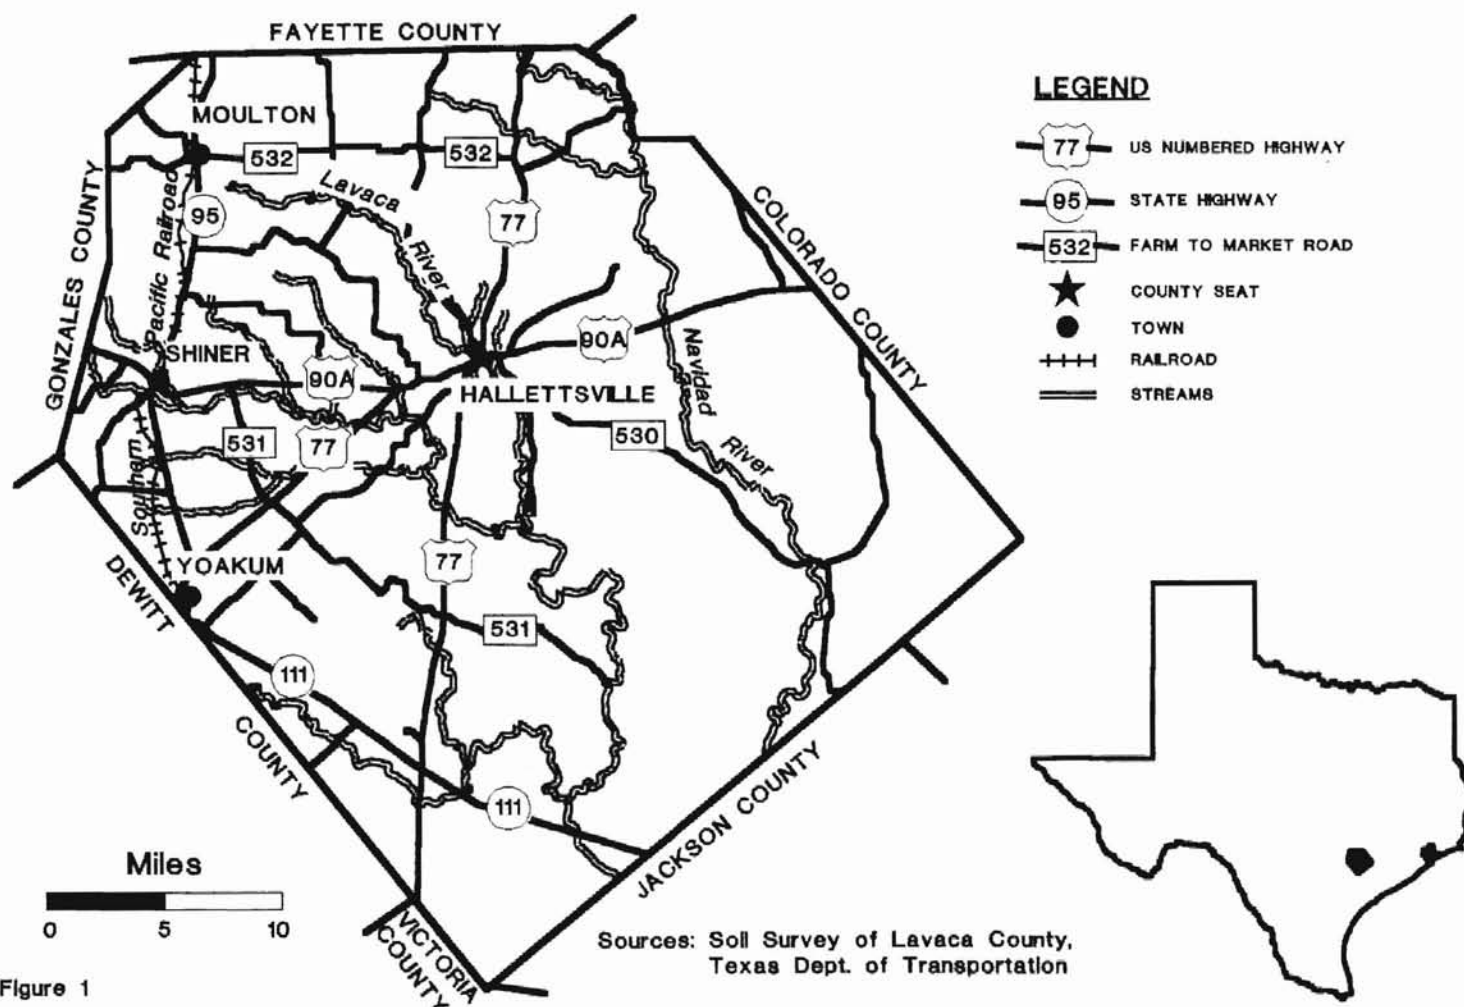 FAYETTE COUNTY
LEGEND
77 US NUMBERED HIGHWAY
95 STATE HIGHWAY
532 FARM TO MARKET ROAD
COUNTY SEAT
TOWN
RAILROAD
STREAMS
MOULTON
532
532
GONZALES COUNTY
Pacific Railroad
95
Lavaca
River
77
COLORADO COUNTY
SHINER
90A
90A
HALLETTSVILLE
Navidad
River
531
77
530
Southern
YOAKUM
77
DEWITT
COUNTY
531
111
111
JACKSON COUNTY
VICTORIA
COUNTY
Miles
0 5 10
Sources: Soil Survey of Lavaca County,
Texas Dept. of Transportation
Figure 1